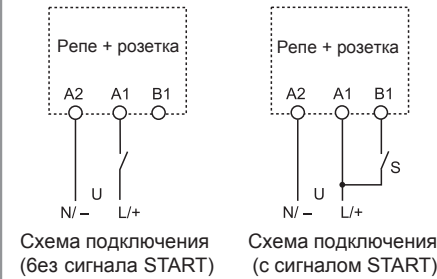 Репе + розетка
A2 A1 B1
U
N/ – L/+
Схема подключения
(6ез сигнала START)
Репе + розетка
A2 A1 B1
S
U
N/ – L/+
Схема подключения
(с сигналом START)